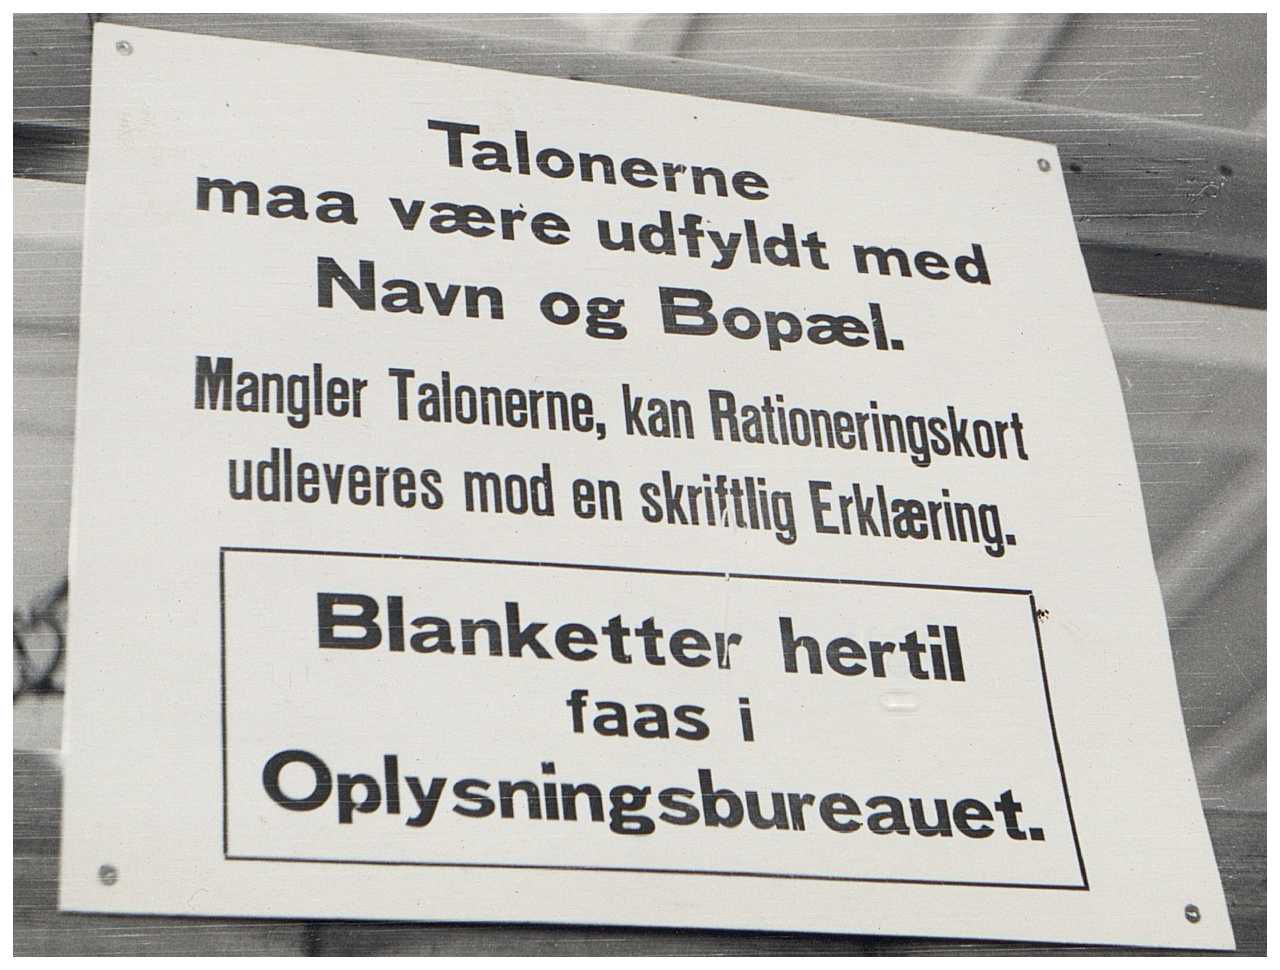 Talonerne
maa være udfyldt med
Navn og Bopæl.
Mangler Talonerne, kan Rationeringskort
udleveres mod en skriftlig Erklæring.
Blanketter hertil
faas i
Oplysningsbureauet.